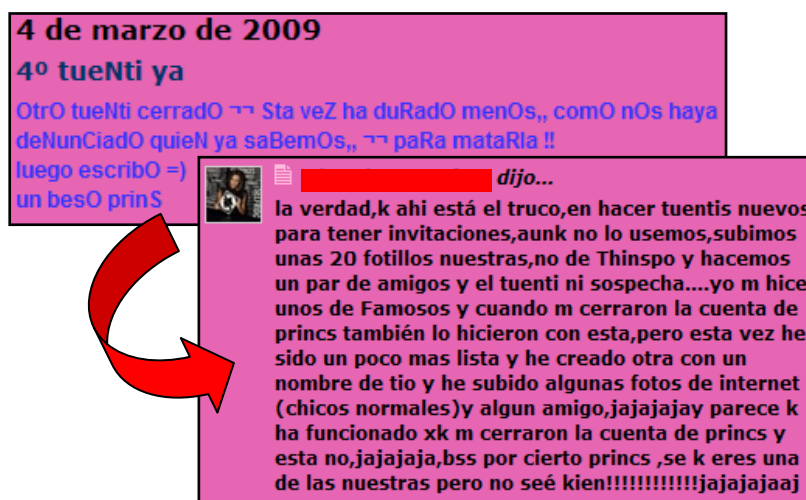 4 de marzo de 2009
4º tueNti ya
OtrO tueNti cerradO ¬¬ Sta veZ ha duRadO menOs,, comO nOs haya
deNunCiadO quieN ya saBemOs,, ¬¬ paRa mataRla !!
luego escribO =)
un besO prinS
dijo...
la verdad,k ahi está el truco,en hacer tuentis nuevos
para tener invitaciones,aunk no lo usemos,subimos
unas 20 fotillos nuestras,no de Thinspo y hacemos
un par de amigos y el tuenti ni sospecha....yo m hice
unos de Famosos y cuando m cerraron la cuenta de
princs también lo hicieron con esta,pero esta vez he
sido un poco mas lista y he creado otra con un
nombre de tio y he subido algunas fotos de internet
(chicos normales)y algun amigo,jajajajay parece k
ha funcionado xk m cerraron la cuenta de princs y
esta no,jajajaja,bss por cierto princs ,se k eres una
de las nuestras pero no seé kien!!!!!!!!!!!!jajajajaaj